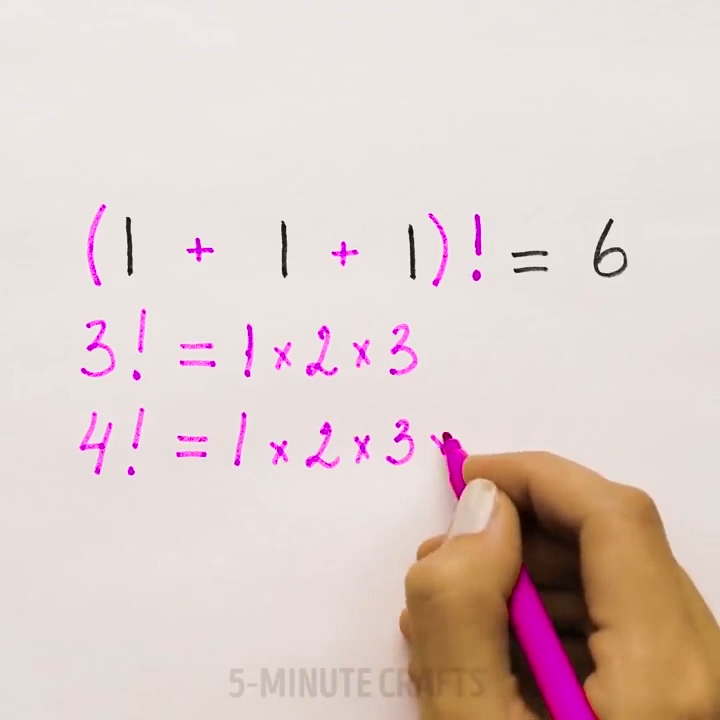 (1 + 1 + 1)! = 6
3! = 1 × 2 × 3
4! = 1 × 2 × 3
5-MINUTE CRAFTS